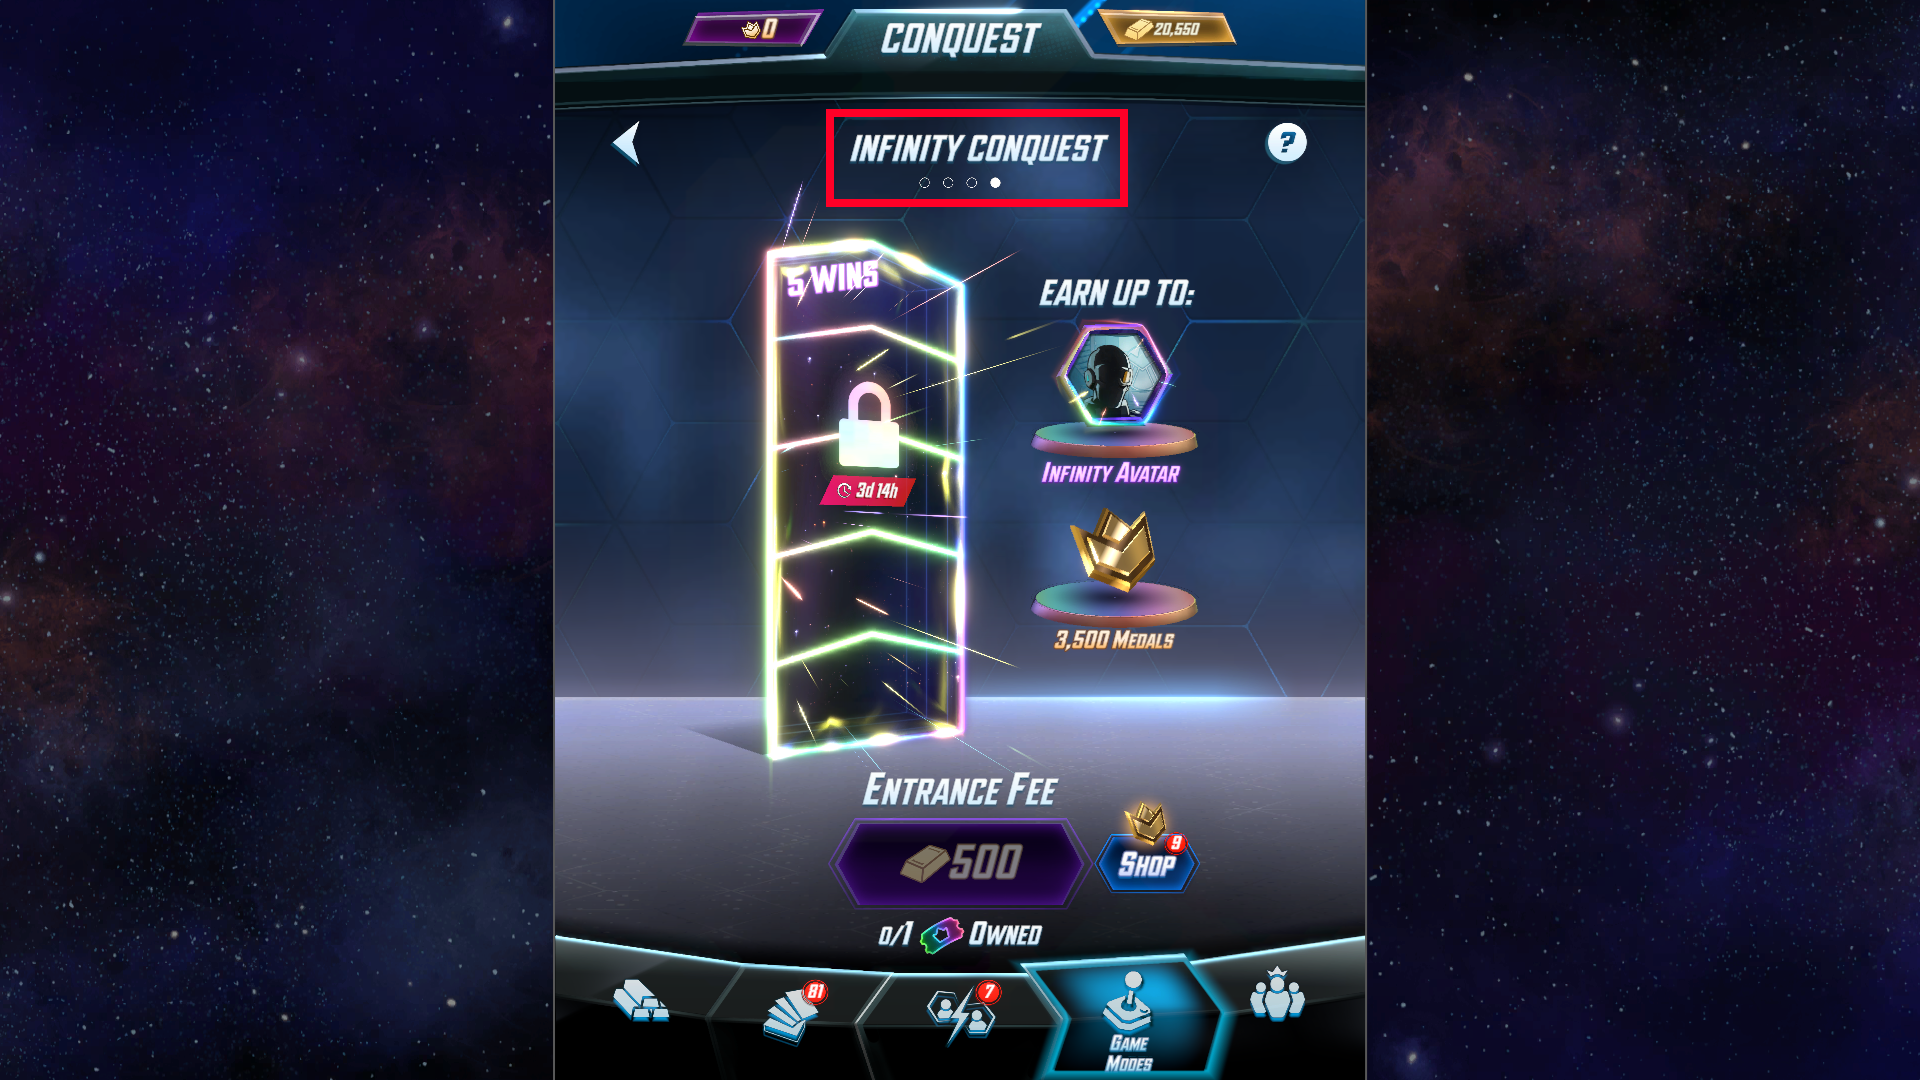 0
CONQUEST
20,550
INFINITY CONQUEST
?
5 WINS
EARN UP TO:
3d 14h
INFINITY AVATAR
3,500 MEDALS
ENTRANCE FEE
500
9
SHOP
0/1 OWNED
81
7
GAME
MODES